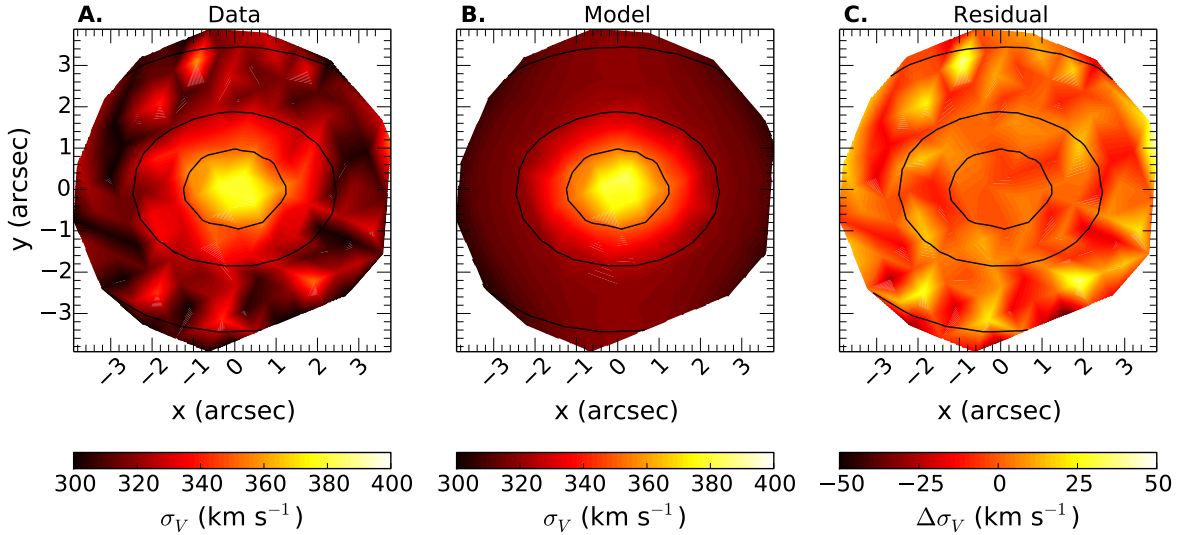 A. Data B. Model C. Residual
3
2
1
0
−1
−2
−3
y (arcsec)
−3 −2 −1 0 1 2 3 −3 −2 −1 0 1 2 3 −3 −2 −1 0 1 2 3
x (arcsec) x (arcsec) x (arcsec)
300 320 340 360 380 400 300 320 340 360 380 400 −50 −25 0 25 50
σ_V (km s⁻¹) σ_V (km s⁻¹) Δσ_V (km s⁻¹)